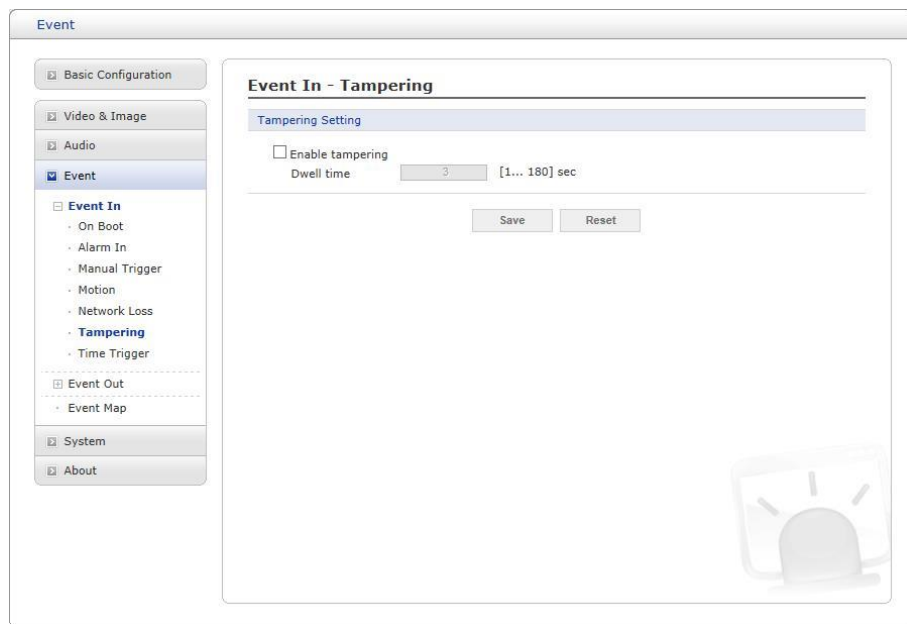 Event
Basic Configuration
Video & Image
Audio
Event
Event In
On Boot
Alarm In
Manual Trigger
Motion
Network Loss
Tampering
Time Trigger
Event Out
Event Map
System
About
Event In - Tampering
Tampering Setting
Enable tampering
Dwell time 3 [1... 180] sec
Save Reset